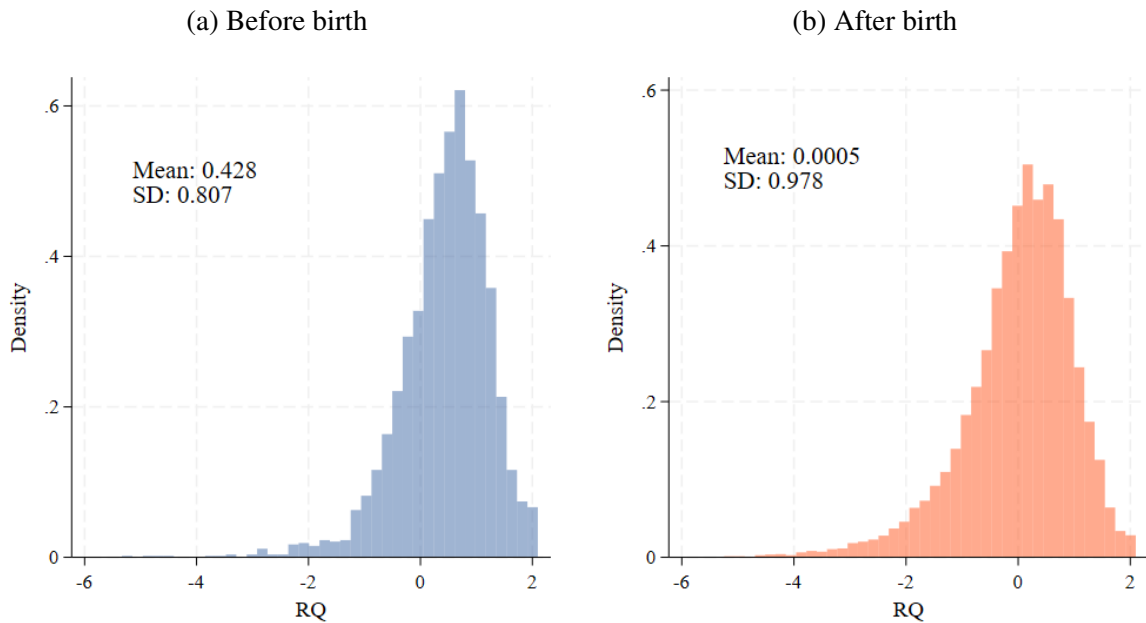 (a) Before birth
Mean: 0.428
SD: 0.807
Density
.6
.4
.2
0
-6
-4
-2
0
2
RQ
(b) After birth
Mean: 0.0005
SD: 0.978
Density
.6
.4
.2
0
-6
-4
-2
0
2
RQ